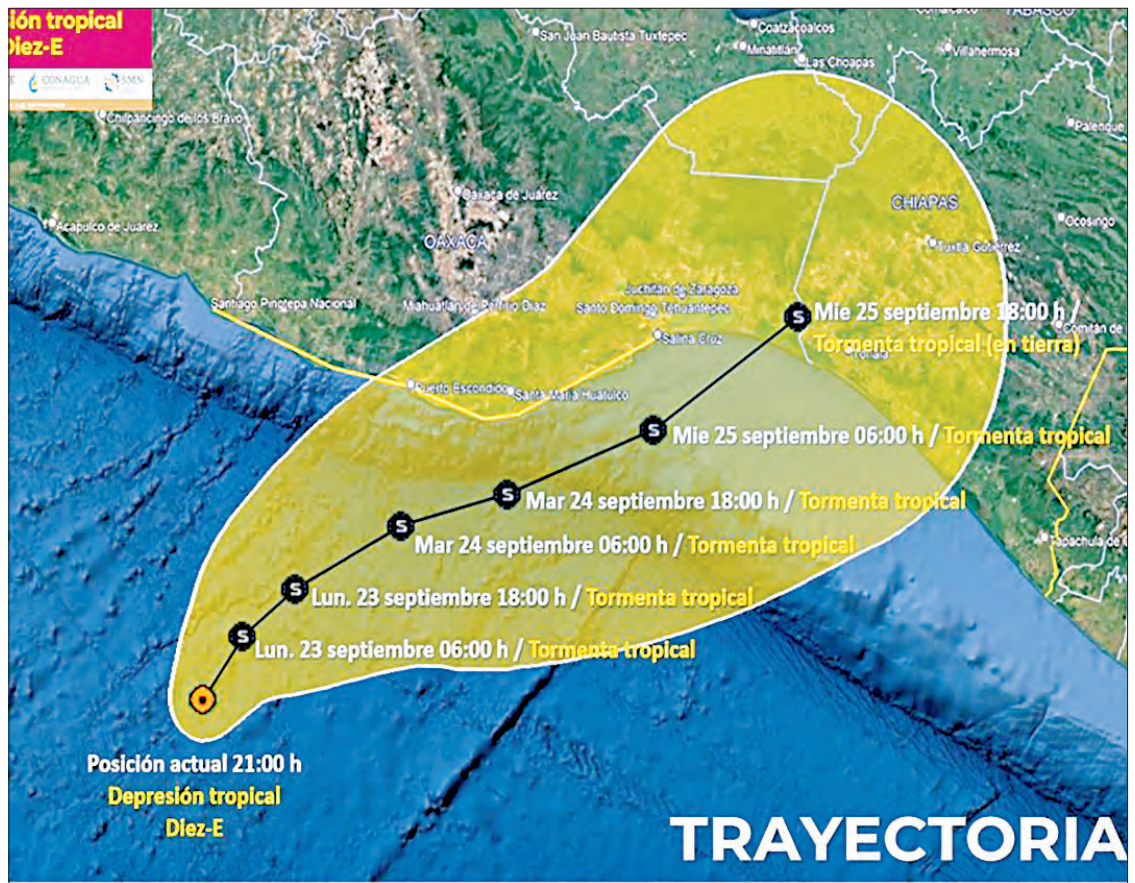 ión tropical
Diez-E
CONAGUA
SMN
TABASCO
Coatzacoalcos
San Juan Bautista Tuxtepec
Minatitlán
Villahermosa
Las Choapas
Chilpancingo de los Bravo
Palenque
Oaxaca de Juárez
CHIAPAS
Ocosingo
Acapulco de Juárez
OAXACA
Tuxtla Gutiérrez
Juchitán de Zaragoza
Santiago Pinotepa Nacional
Miahuatlán de Porfirio Díaz
Santo Domingo Tehuantepec
Mie 25 septiembre 18:00 h /
Comitán de
Salina Cruz
Tormenta tropical (en tierra)
Tonalá
Puerto Escondido
Santa María Huatulco
Mie 25 septiembre 06:00 h / Tormenta tropical
Mar 24 septiembre 18:00 h / Tormenta tropical
Mar 24 septiembre 06:00 h / Tormenta tropical
Tapachula de C
Lun. 23 septiembre 18:00 h / Tormenta tropical
Lun. 23 septiembre 06:00 h / Tormenta tropical
Posición actual 21:00 h
Depresión tropical
Diez-E
TRAYECTORIA